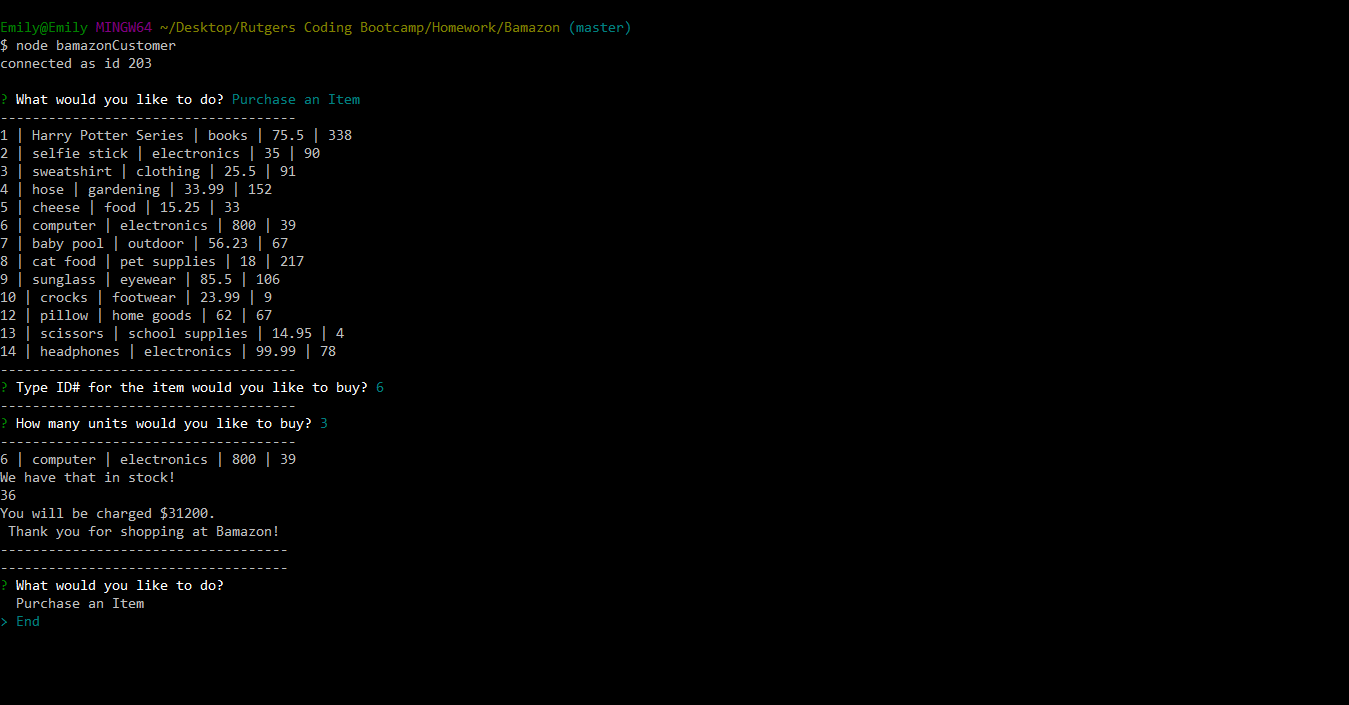 Emily@Emily MINGW64 ~/Desktop/Rutgers Coding Bootcamp/Homework/Bamazon (master)
$ node bamazonCustomer
connected as id 203
? What would you like to do? Purchase an Item
-------------------------------------
1 | Harry Potter Series | books | 75.5 | 338
2 | selfie stick | electronics | 35 | 90
3 | sweatshirt | clothing | 25.5 | 91
4 | hose | gardening | 33.99 | 152
5 | cheese | food | 15.25 | 33
6 | computer | electronics | 800 | 39
7 | baby pool | outdoor | 56.23 | 67
8 | cat food | pet supplies | 18 | 217
9 | sunglass | eyewear | 85.5 | 106
10 | crocks | footwear | 23.99 | 9
12 | pillow | home goods | 62 | 67
13 | scissors | school supplies | 14.95 | 4
14 | headphones | electronics | 99.99 | 78
-------------------------------------
? Type ID# for the item would you like to buy? 6
-------------------------------------
? How many units would you like to buy? 3
-------------------------------------
6 | computer | electronics | 800 | 39
We have that in stock!
36
You will be charged $31200.
 Thank you for shopping at Bamazon!
------------------------------------
------------------------------------
? What would you like to do?
  Purchase an Item
> End